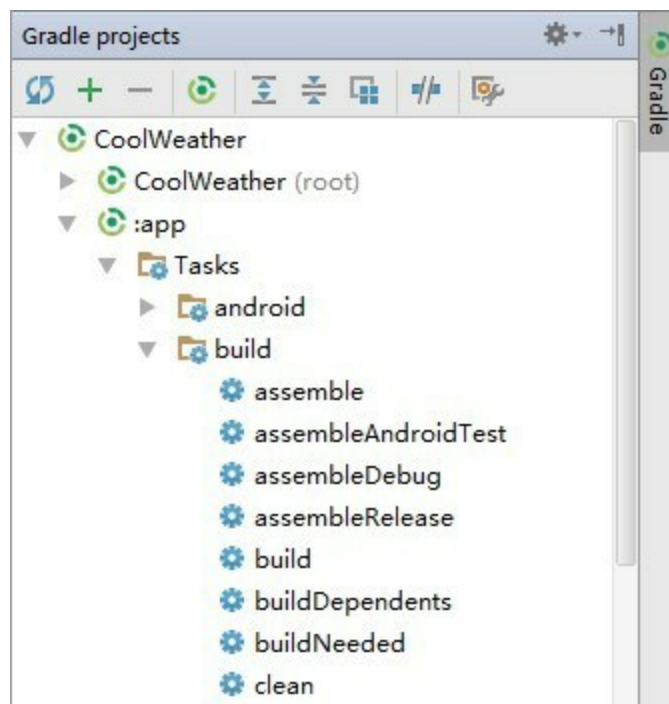 Gradle projects
Gradle
CoolWeather
CoolWeather (root)
:app
Tasks
android
build
assemble
assembleAndroidTest
assembleDebug
assembleRelease
build
buildDependents
buildNeeded
clean